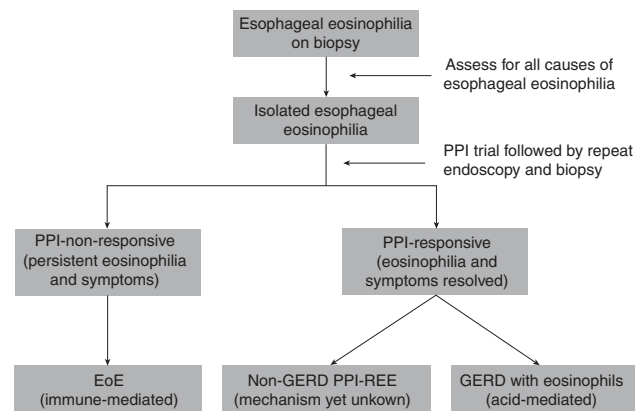 Esophageal eosinophilia
on biopsy
Assess for all causes of
esophageal eosinophilia
Isolated esophageal
eosinophilia
PPI trial followed by repeat
endoscopy and biopsy
PPI-non-responsive
(persistent eosinophilia
and symptoms)
PPI-responsive
(eosinophilia and
symptoms resolved)
EoE
(immune-mediated)
Non-GERD PPI-REE
(mechanism yet unkown)
GERD with eosinophils
(acid-mediated)